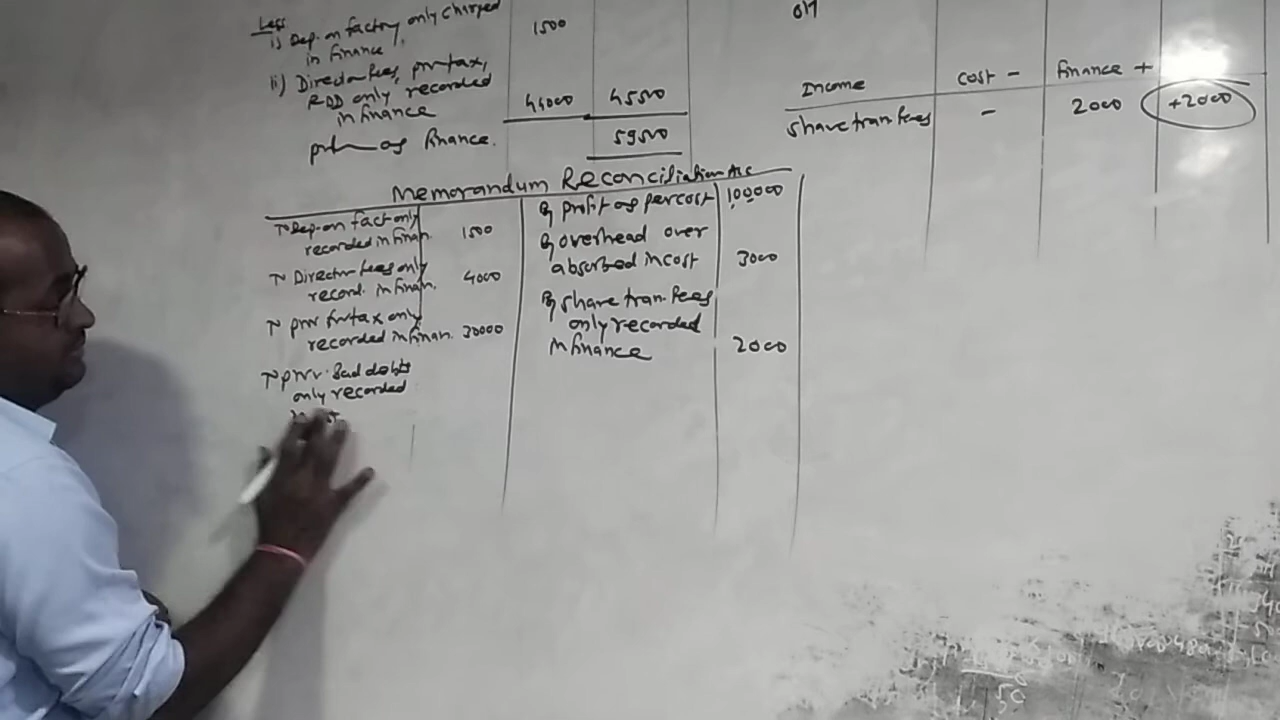 Less
i) Dep. on factory only charged 1500
in finance
ii) Director fees, prov tax,
RDD only recorded 44000 45500
in finance
finance. 59500
OH
Income cost - finance +
share tran fees - 2000 +2000
Memorandum Reconciliation A/c
To Dep. on fact only
recorded in finan. 1500
To Director fees only
record. in finan. 4000
To prov for tax only
recorded in finan. 30000
To prov. Bad debts
only recorded
By profit as per cost 100000
By overhead over
absorbed in cost 3000
By share tran. fees
only recorded
in finance 2000